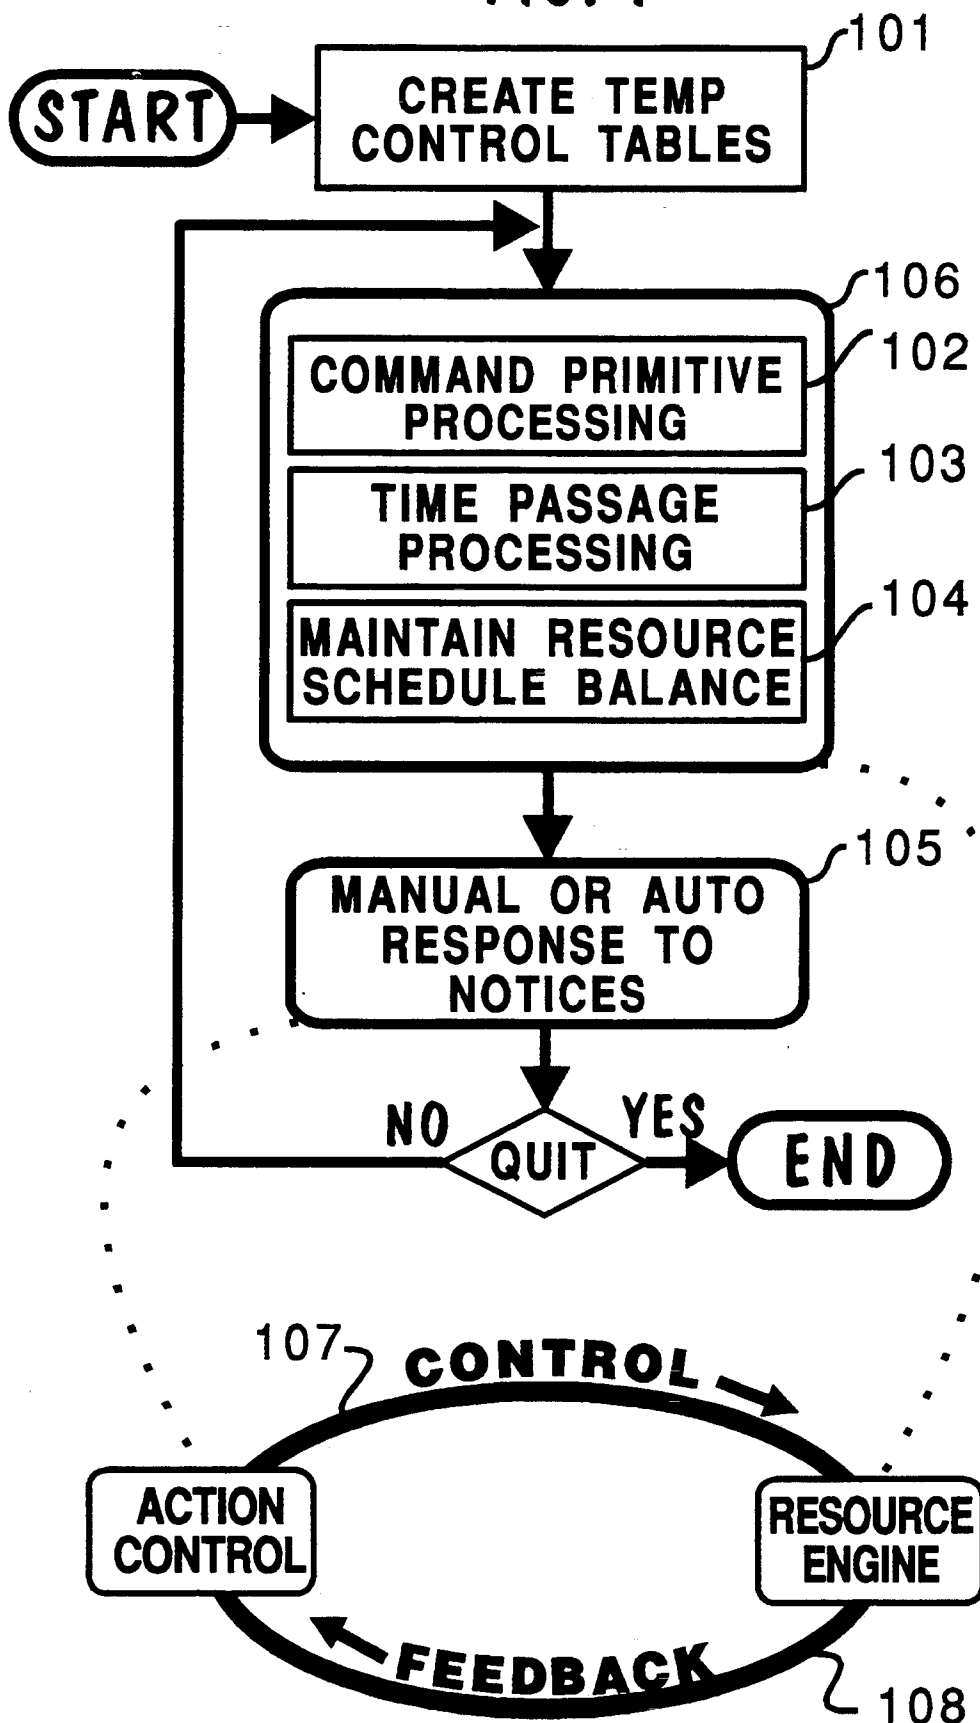 101
START
CREATE TEMP
CONTROL TABLES
106
102
COMMAND PRIMITIVE
PROCESSING
103
TIME PASSAGE
PROCESSING
104
MAINTAIN RESOURCE
SCHEDULE BALANCE
105
MANUAL OR AUTO
RESPONSE TO
NOTICES
NO
YES
QUIT
END
107
CONTROL
ACTION
CONTROL
RESOURCE
ENGINE
FEEDBACK
108